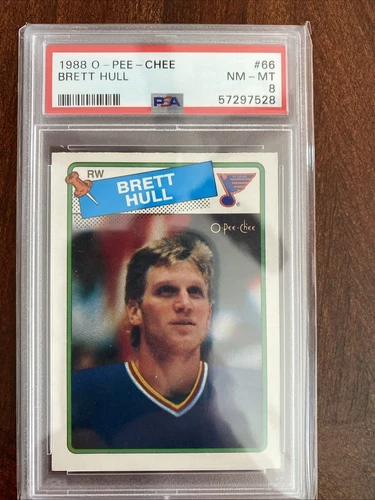 1988 O-PEE-CHEE #66
BRETT HULL NM-MT
8
PSA 57297528
RW
BRETT
HULL
O-Pee-Chee